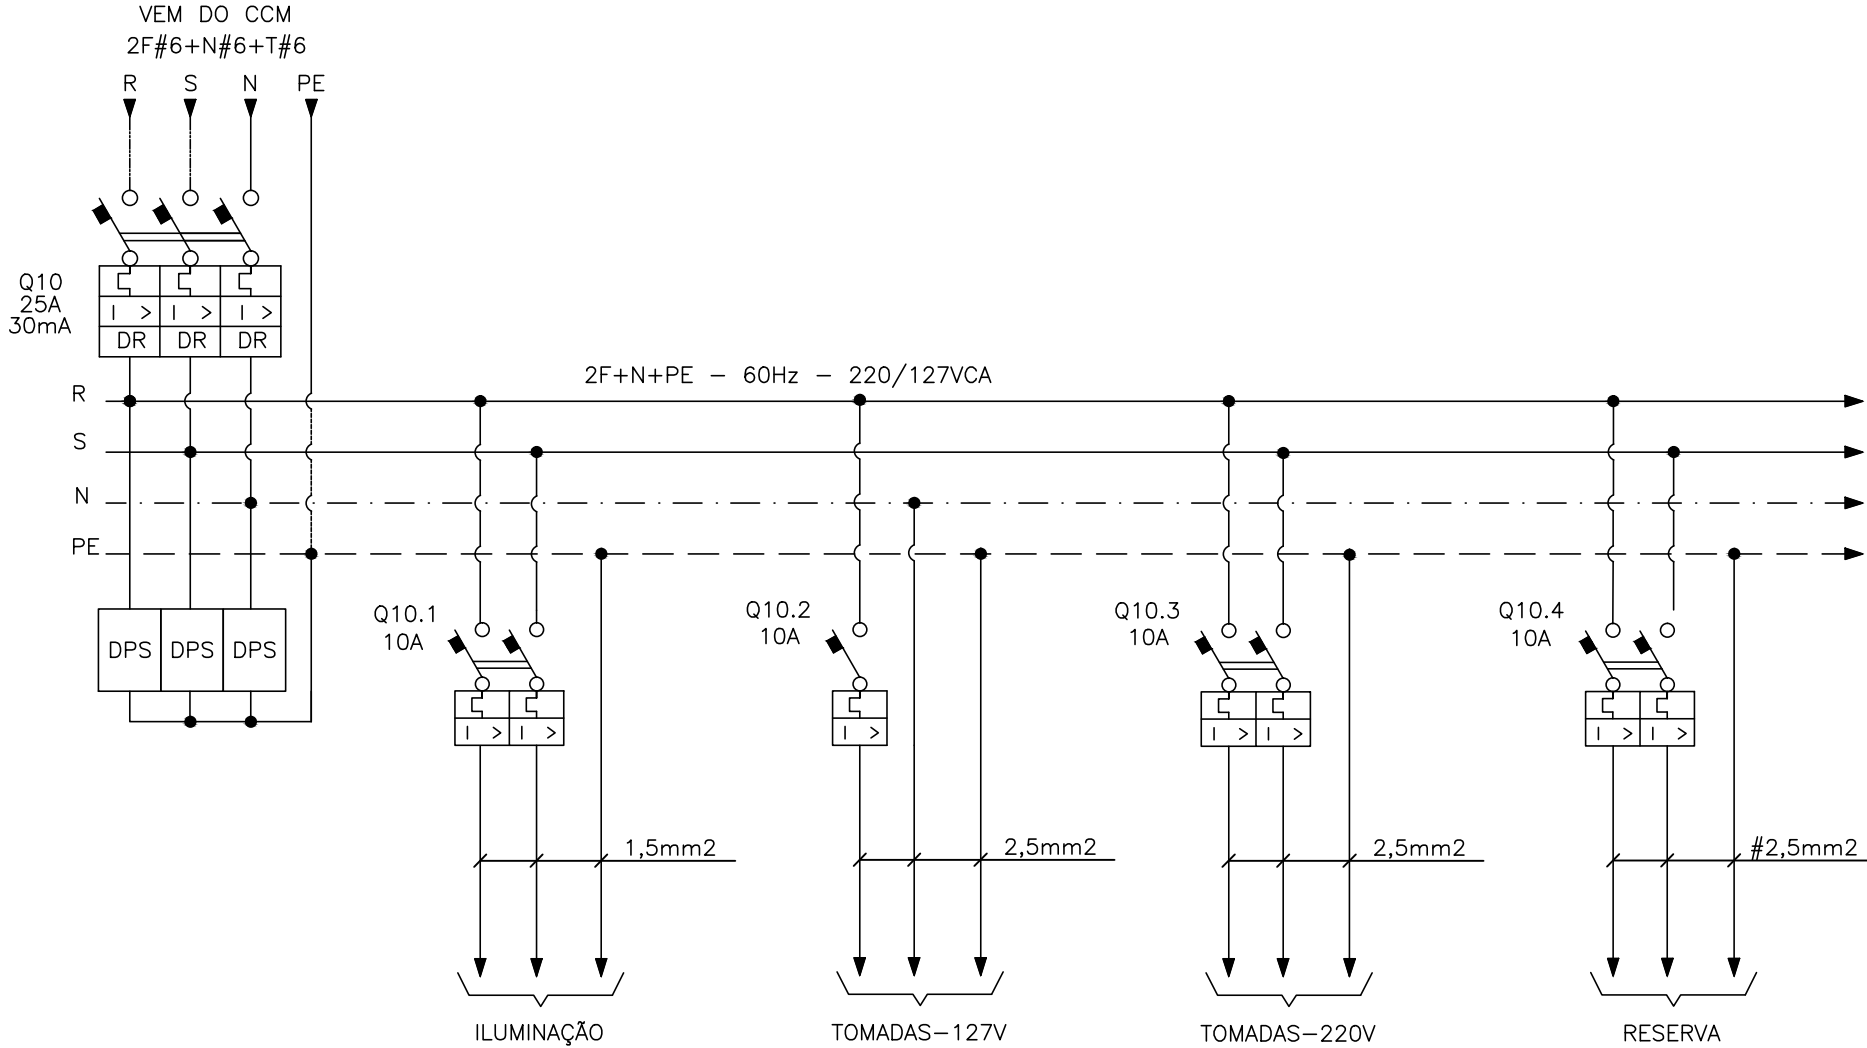 VEM DO CCM
2F#6+N#6+T#6
R S N PE
Q10
25A
30mA
I > I > I >
DR DR DR
2F+N+PE - 60Hz - 220/127VCA
R
S
N
PE
DPS DPS DPS
Q10.1
10A
I > I >
Q10.2
10A
I >
Q10.3
10A
I > I >
Q10.4
10A
I > I >
1,5mm2
2,5mm2
2,5mm2
#2,5mm2
ILUMINAÇÃO
TOMADAS-127V
TOMADAS-220V
RESERVA